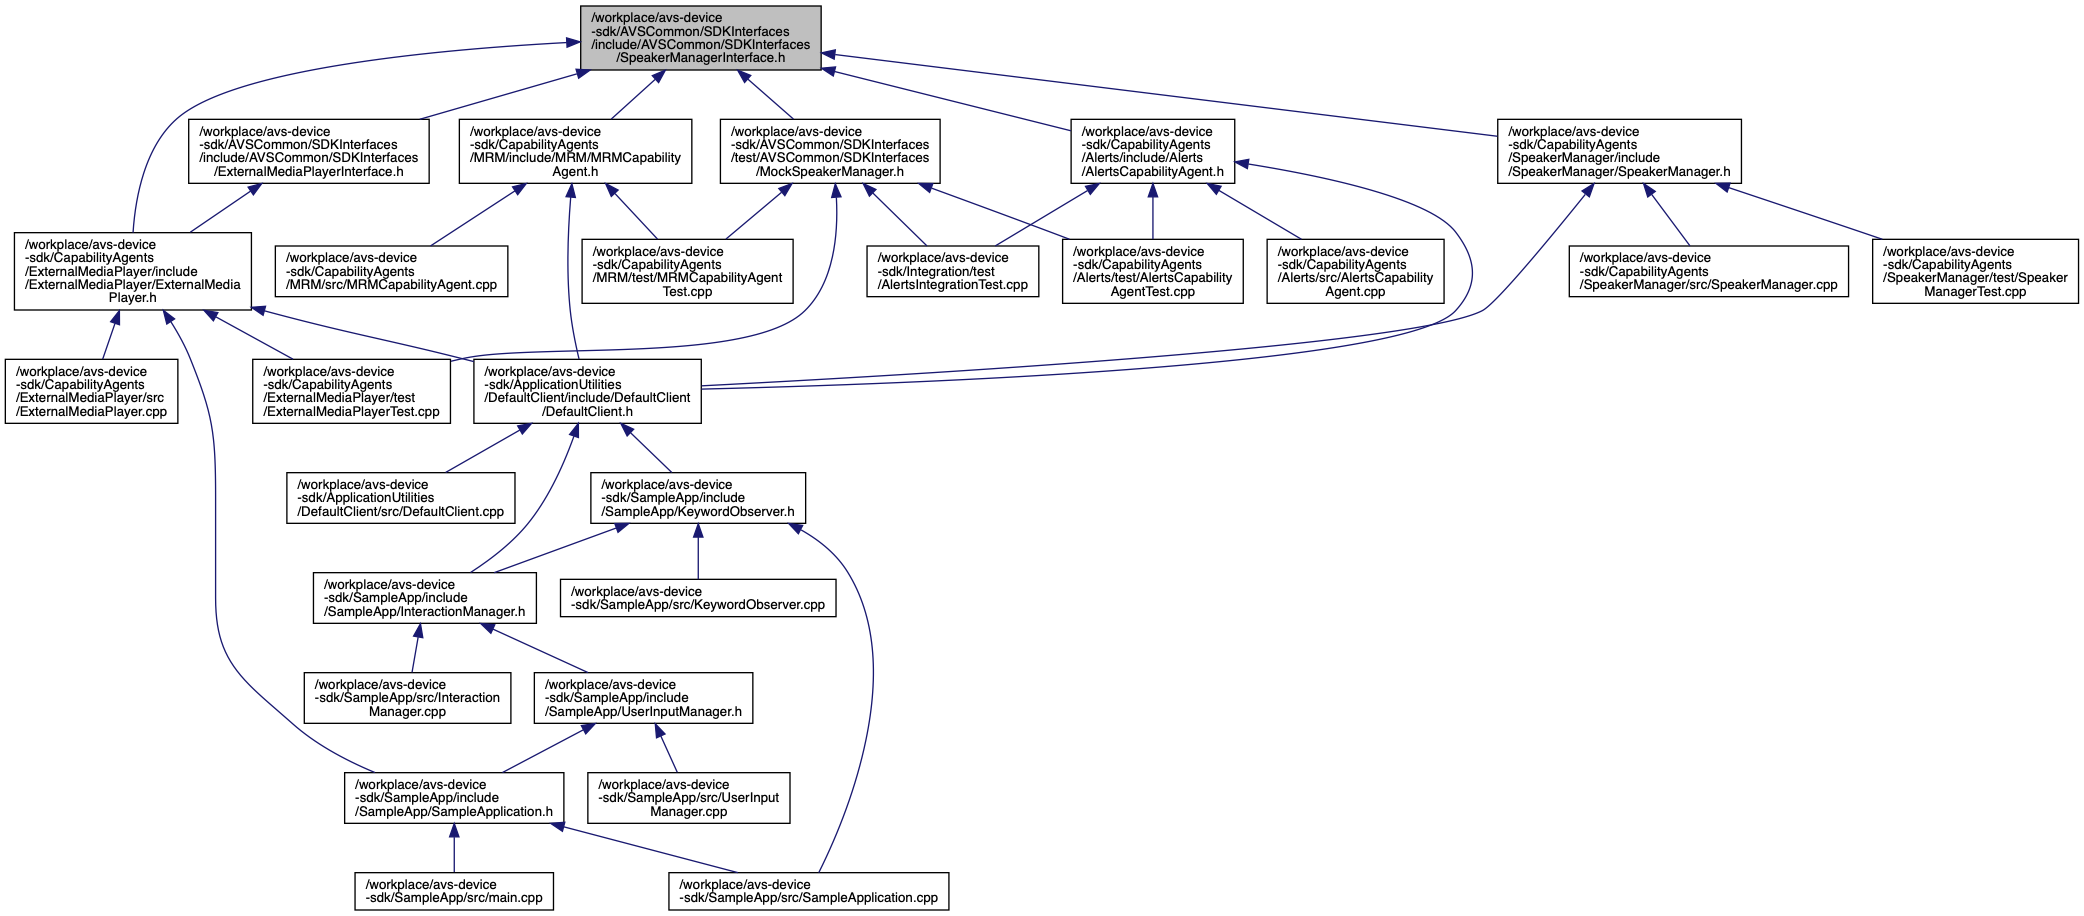 /workplace/avs-device
-sdk/AVSCommon/SDKInterfaces
/include/AVSCommon/SDKInterfaces
/SpeakerManagerInterface.h
/workplace/avs-device
-sdk/AVSCommon/SDKInterfaces
/include/AVSCommon/SDKInterfaces
/ExternalMediaPlayerInterface.h
/workplace/avs-device
-sdk/CapabilityAgents
/MRM/include/MRM/MRMCapability
Agent.h
/workplace/avs-device
-sdk/AVSCommon/SDKInterfaces
/test/AVSCommon/SDKInterfaces
/MockSpeakerManager.h
/workplace/avs-device
-sdk/CapabilityAgents
/Alerts/include/Alerts
/AlertsCapabilityAgent.h
/workplace/avs-device
-sdk/CapabilityAgents
/SpeakerManager/include
/SpeakerManager/SpeakerManager.h
/workplace/avs-device
-sdk/CapabilityAgents
/ExternalMediaPlayer/include
/ExternalMediaPlayer/ExternalMedia
Player.h
/workplace/avs-device
-sdk/CapabilityAgents
/MRM/src/MRMCapabilityAgent.cpp
/workplace/avs-device
-sdk/CapabilityAgents
/MRM/test/MRMCapabilityAgent
Test.cpp
/workplace/avs-device
-sdk/Integration/test
/AlertsIntegrationTest.cpp
/workplace/avs-device
-sdk/CapabilityAgents
/Alerts/test/AlertsCapability
AgentTest.cpp
/workplace/avs-device
-sdk/CapabilityAgents
/Alerts/src/AlertsCapability
Agent.cpp
/workplace/avs-device
-sdk/CapabilityAgents
/SpeakerManager/src/SpeakerManager.cpp
/workplace/avs-device
-sdk/CapabilityAgents
/SpeakerManager/test/Speaker
ManagerTest.cpp
/workplace/avs-device
-sdk/CapabilityAgents
/ExternalMediaPlayer/src
/ExternalMediaPlayer.cpp
/workplace/avs-device
-sdk/CapabilityAgents
/ExternalMediaPlayer/test
/ExternalMediaPlayerTest.cpp
/workplace/avs-device
-sdk/ApplicationUtilities
/DefaultClient/include/DefaultClient
/DefaultClient.h
/workplace/avs-device
-sdk/ApplicationUtilities
/DefaultClient/src/DefaultClient.cpp
/workplace/avs-device
-sdk/SampleApp/include
/SampleApp/KeywordObserver.h
/workplace/avs-device
-sdk/SampleApp/include
/SampleApp/InteractionManager.h
/workplace/avs-device
-sdk/SampleApp/src/KeywordObserver.cpp
/workplace/avs-device
-sdk/SampleApp/src/Interaction
Manager.cpp
/workplace/avs-device
-sdk/SampleApp/include
/SampleApp/UserInputManager.h
/workplace/avs-device
-sdk/SampleApp/include
/SampleApp/SampleApplication.h
/workplace/avs-device
-sdk/SampleApp/src/UserInput
Manager.cpp
/workplace/avs-device
-sdk/SampleApp/src/main.cpp
/workplace/avs-device
-sdk/SampleApp/src/SampleApplication.cpp